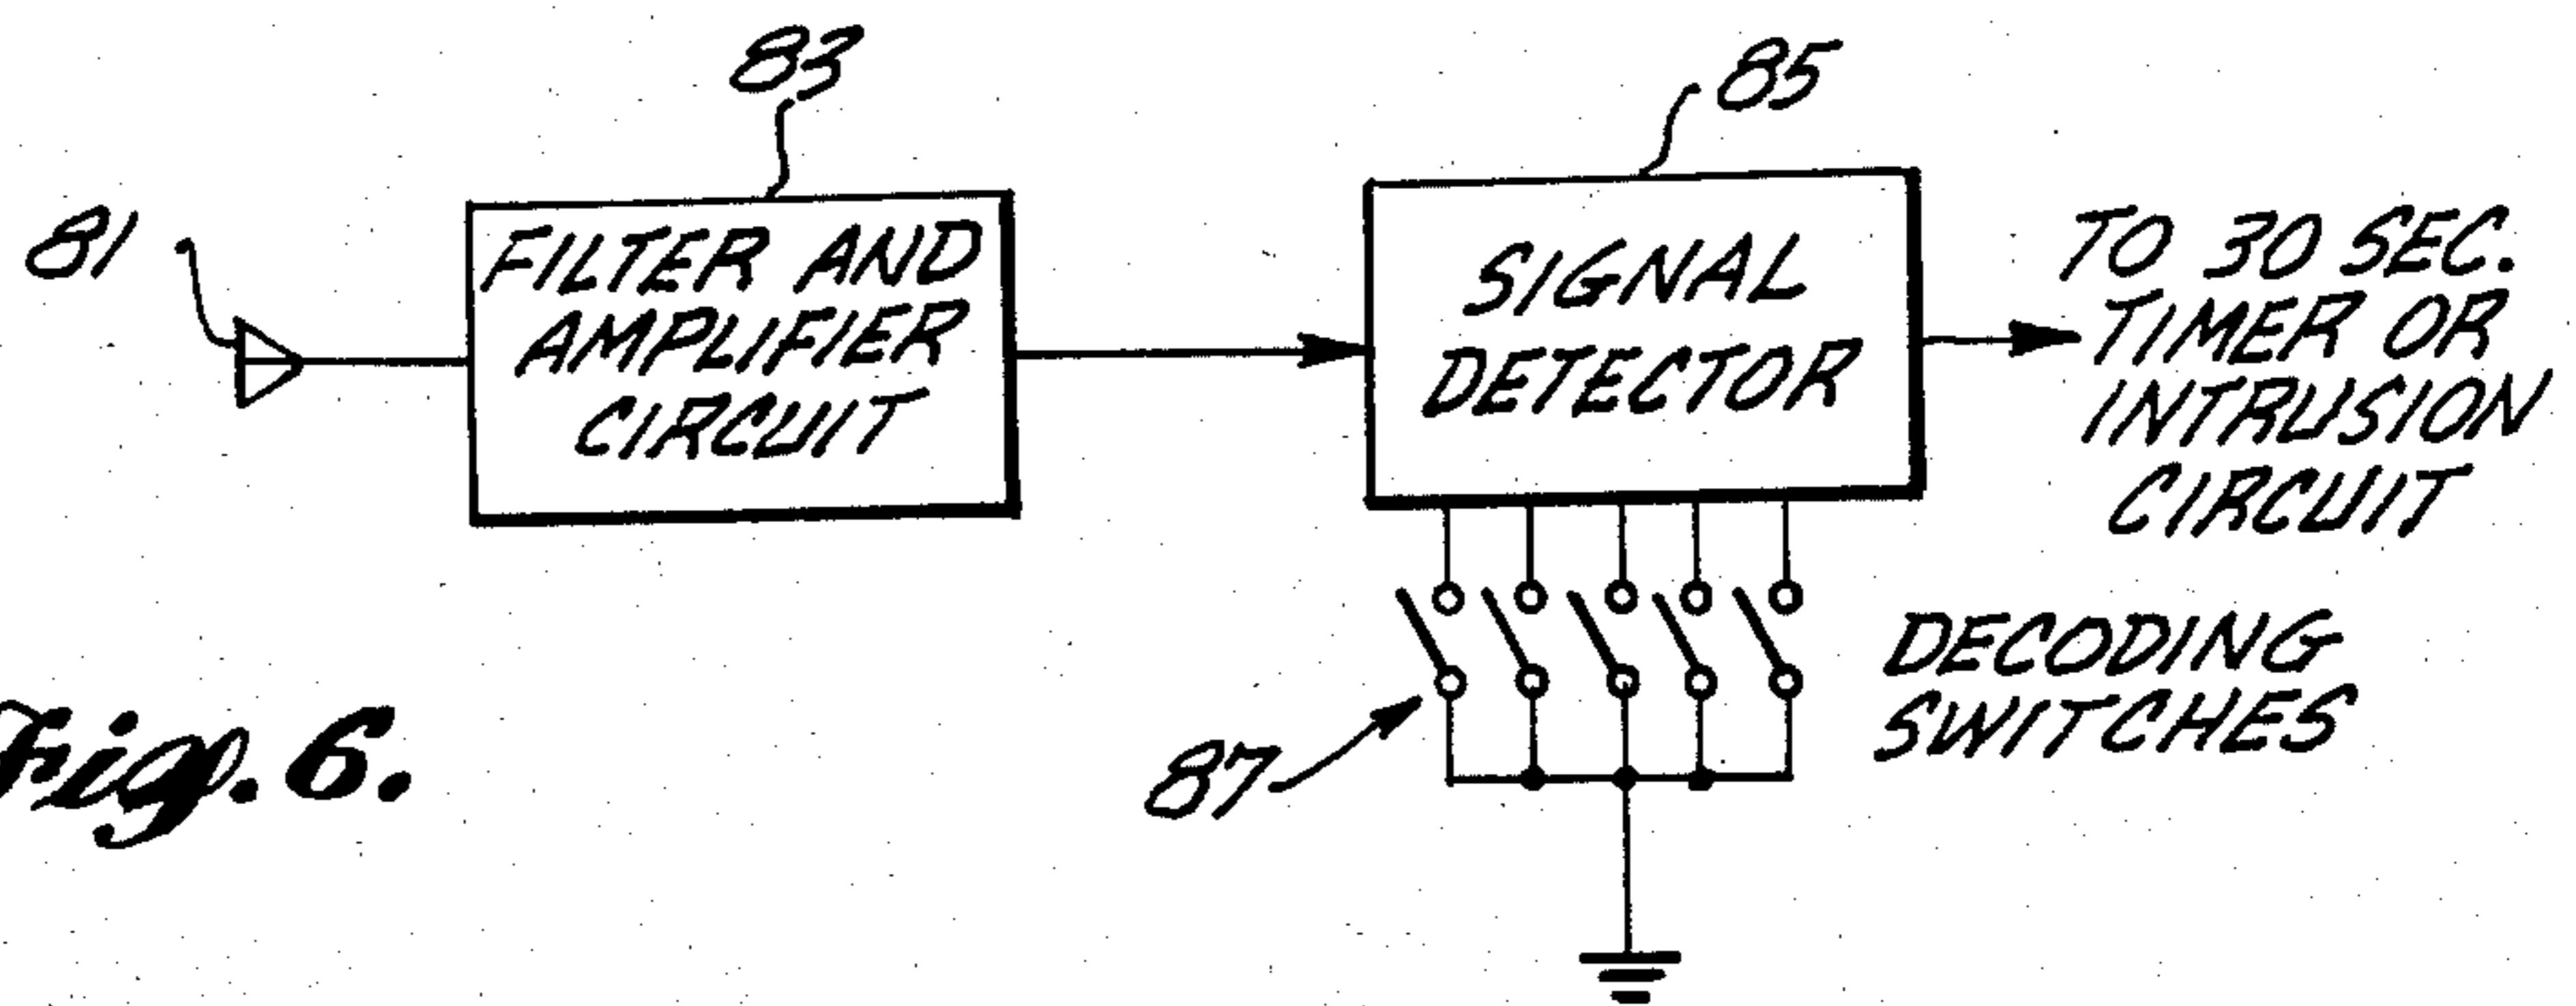 83
85
81
FILTER AND
AMPLIFIER
CIRCUIT
SIGNAL
DETECTOR
TO 30 SEC.
TIMER OR
INTRUSION
CIRCUIT
DECODING
SWITCHES
87
Fig. 6.